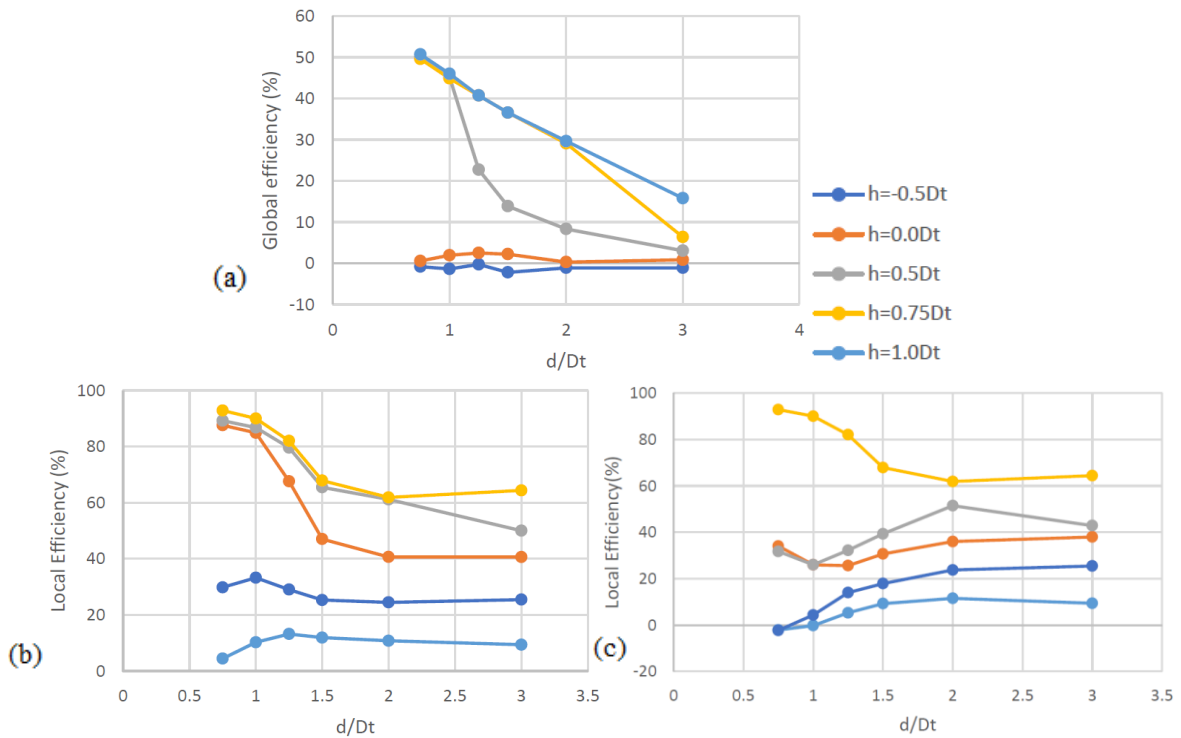 60
50
40
30
20
10
0
-10
Global efficiency (%)
0 1 2 3 4
d/Dt
(a)
h=-0.5Dt
h=0.0Dt
h=0.5Dt
h=0.75Dt
h=1.0Dt
100
80
60
40
20
0
Local Efficiency (%)
0 0.5 1 1.5 2 2.5 3 3.5
d/Dt
(b)
100
80
60
40
20
0
-20
Local Efficiency(%)
0 0.5 1 1.5 2 2.5 3 3.5
d/Dt
(c)